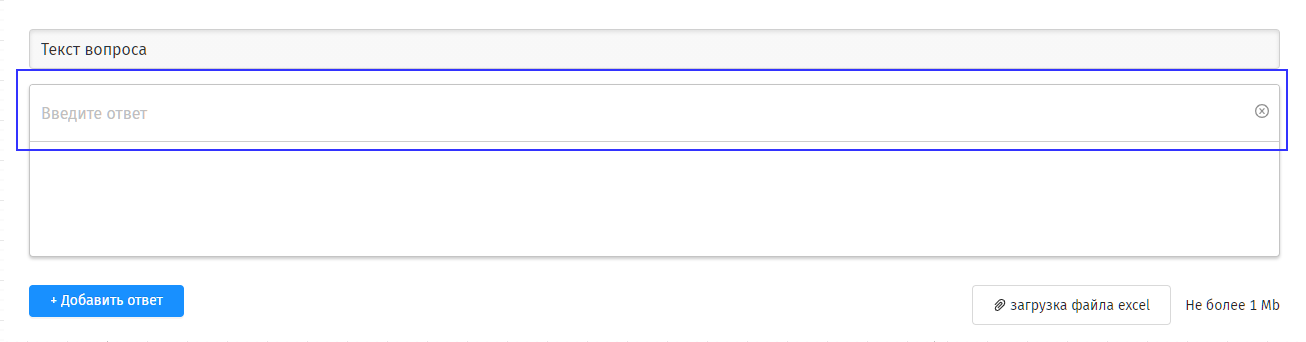 Текст вопроса
Введите ответ
+ Добавить ответ
загрузка файла excel
Не более 1 Mb